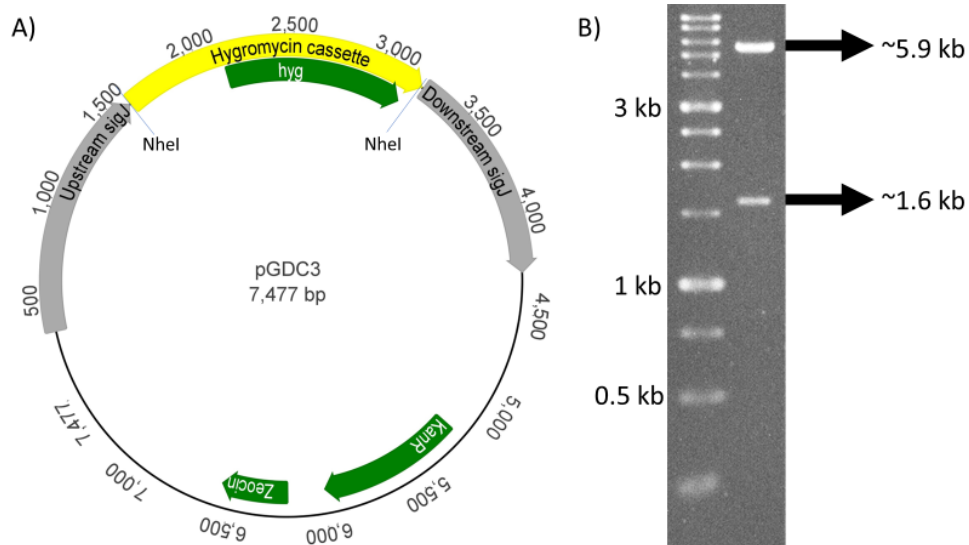 A)
2,500
2,000
3,000
Hygromycin cassette
hyg
1,500
NheI
NheI
Upstream sigJ
Downstream sigJ
3,500
1,000
4,000
500
pGDC3
7,477 bp
4,500
5,000
KanR
5,500
Zeocin
6,000
6,500
7,000
7,477
B)
~5.9 kb
3 kb
~1.6 kb
1 kb
0.5 kb